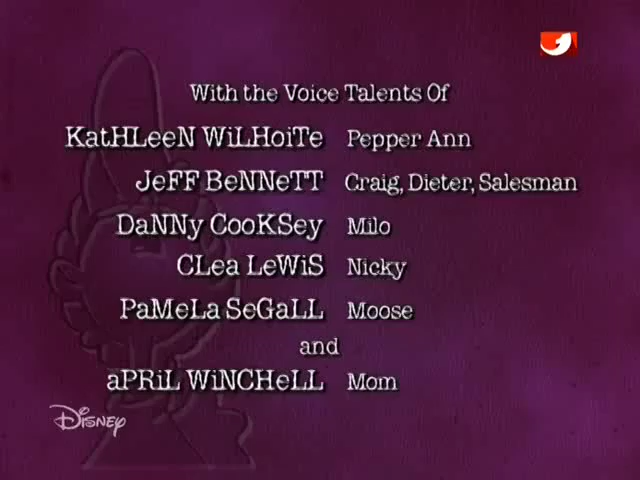 With the Voice Talents Of
KatHLeeN WiLHoiTe Pepper Ann
JeFF BeNNeTT Craig, Dieter, Salesman
DaNNy CooKSey Milo
CLea LeWiS Nicky
PaMeLa SeGaLL Moose
and
aPRiL WiNCHeLL Mom
Disney